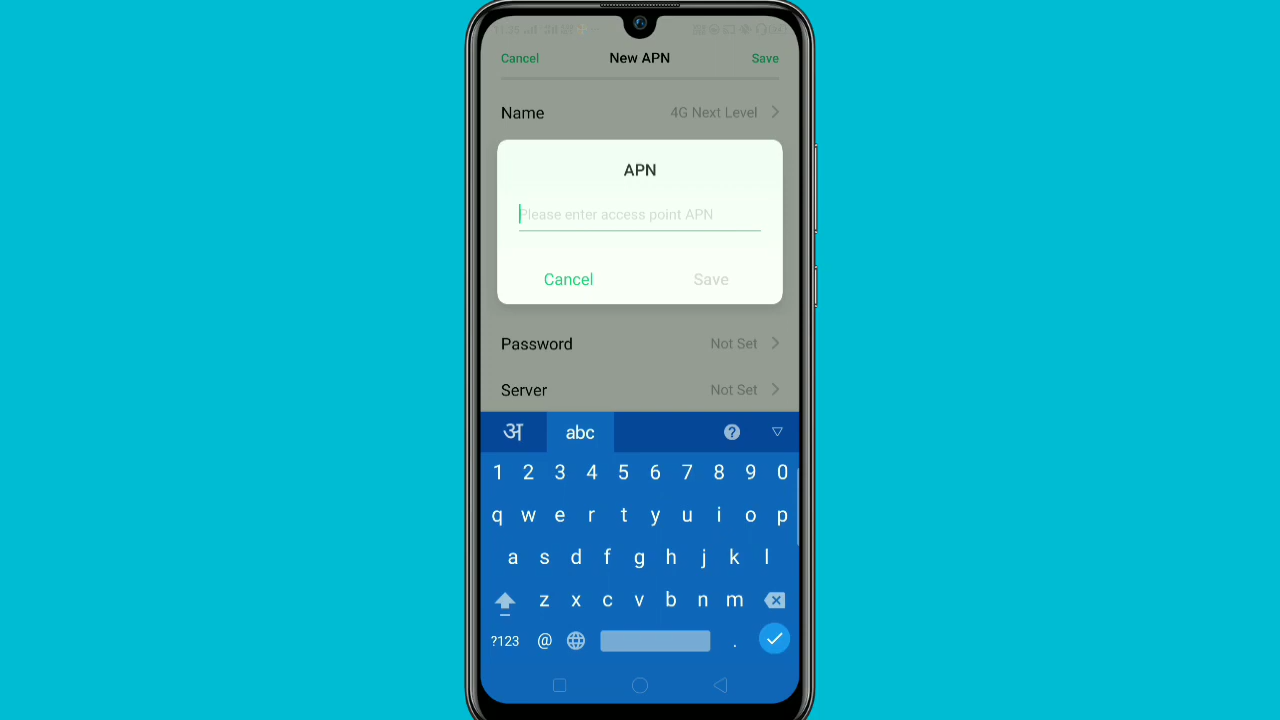 Cancel New APN Save
Name 4G Next Level
APN
Please enter access point APN
Cancel Save
Password Not Set
Server Not Set
अ abc ?
1 2 3 4 5 6 7 8 9 0
q w e r t y u i o p
a s d f g h j k l
z x c v b n m
?123 @ .